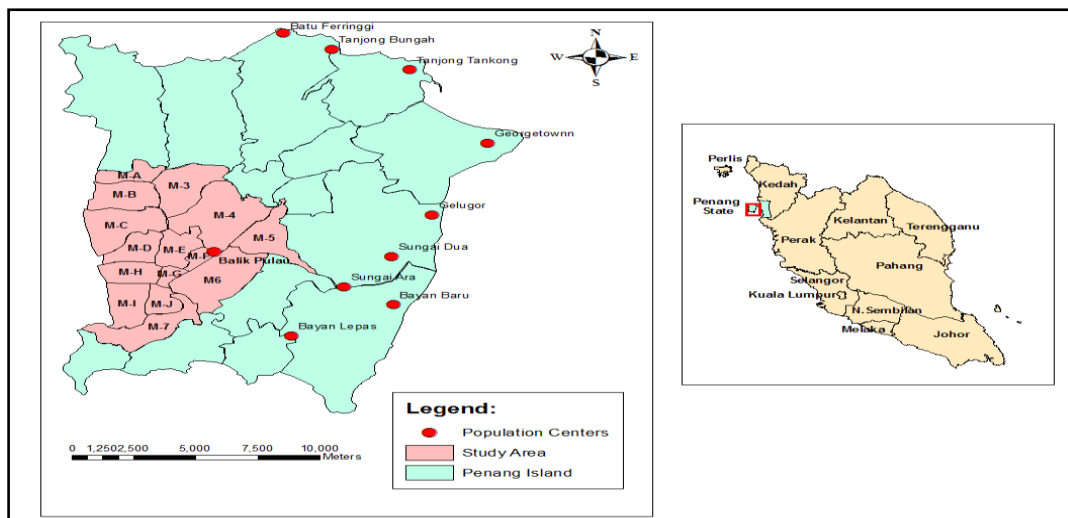 Batu Ferringgi
Tanjong Bungah
Tanjong Tankong
N
W E
S
Georgetownn
M-A
M-3
M-B
M-4
M-C
Gelugor
M-5
M-D
M-E
M-F
Sungai Dua
Balik Pulau
M-H
M-G
M6
Sungai Ara
M-I
M-J
Bayan Baru
M-7
Bayan Lepas
Legend:
Population Centers
Study Area
Penang Island
0 1,250 2,500 5,000 7,500 10,000
Meters
Perlis
Kedah
Penang
State
Kelantan
Terengganu
Perak
Pahang
Selangor
Kuala Lumpur
N.Sembilan
Melaka
Johor